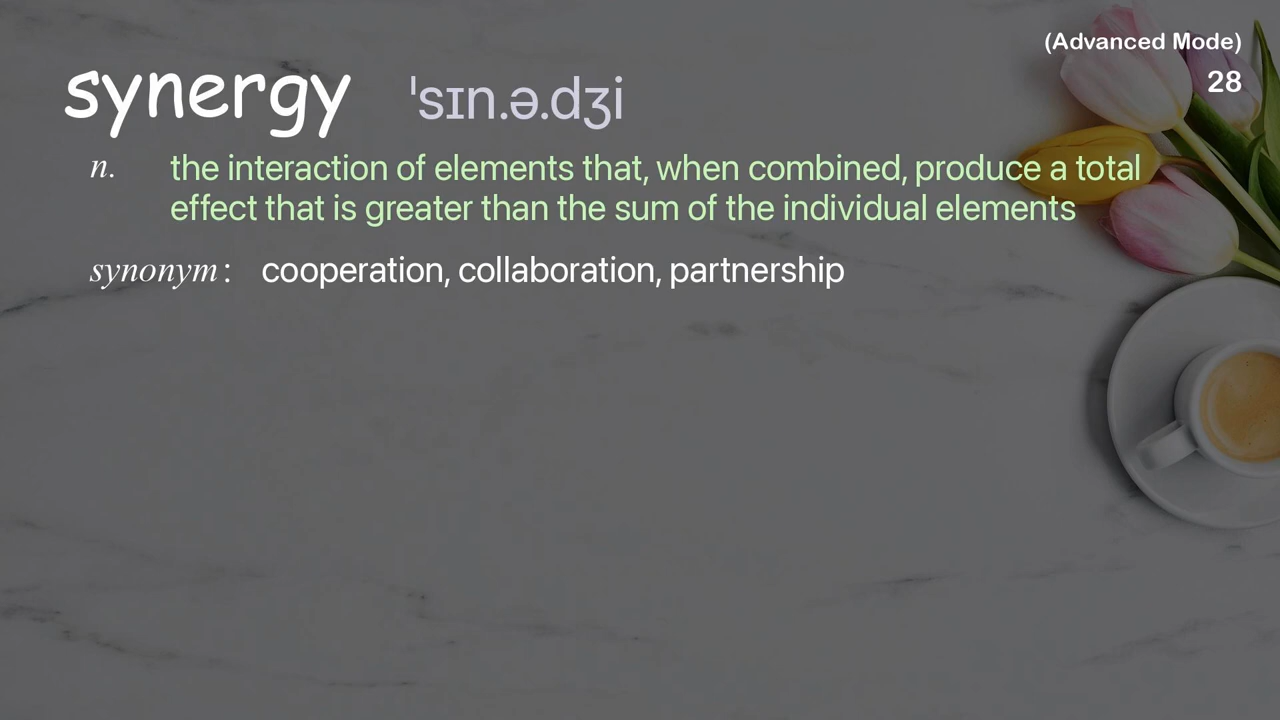 (Advanced Mode)
28
synergy ˈsɪn.ə.dʒi
n. the interaction of elements that, when combined, produce a total
effect that is greater than the sum of the individual elements
synonym: cooperation, collaboration, partnership